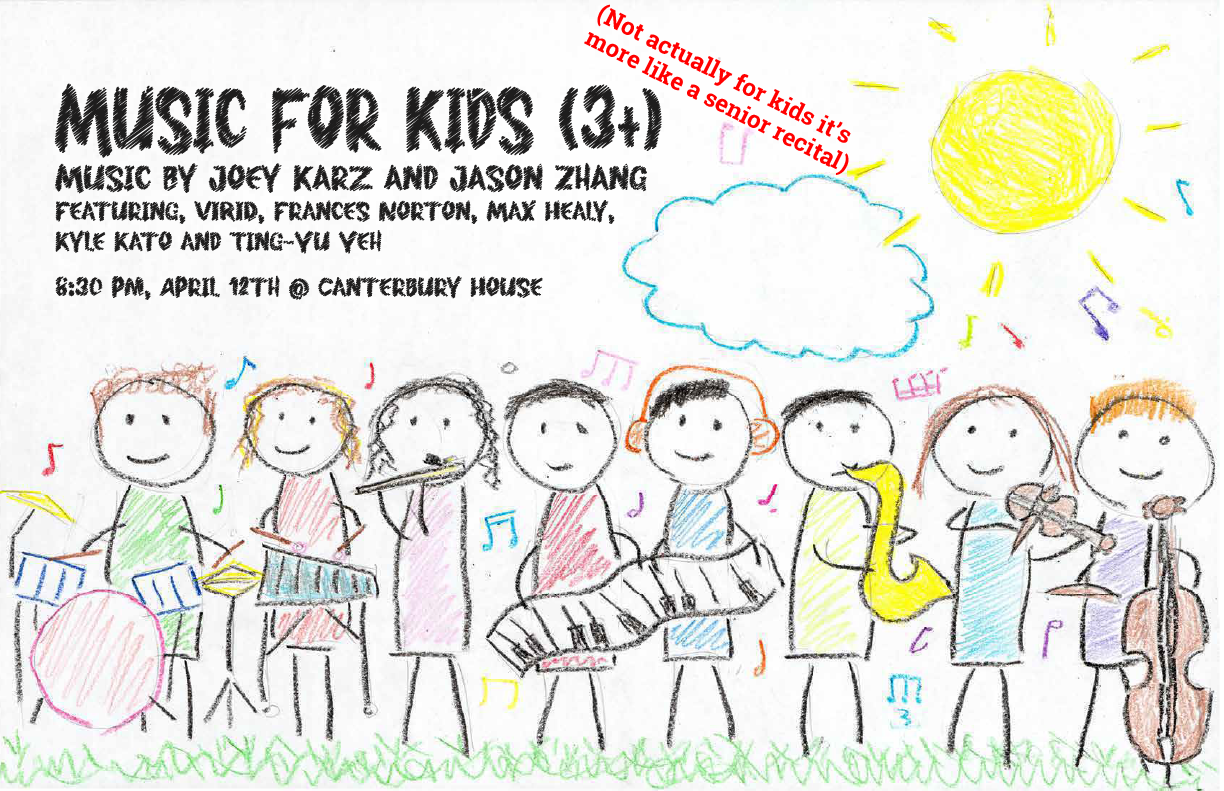 (Not actually for kids it's
more like a senior recital)
MUSIC FOR KIDS (3+)
MUSIC BY JOEY KARZ AND JASON ZHANG
FEATURING, VIRID, FRANCES NORTON, MAX HEALY,
KYLE KATO AND TING-YU YEH
8:30 PM, APRIL 12TH @ CANTERBURY HOUSE
3